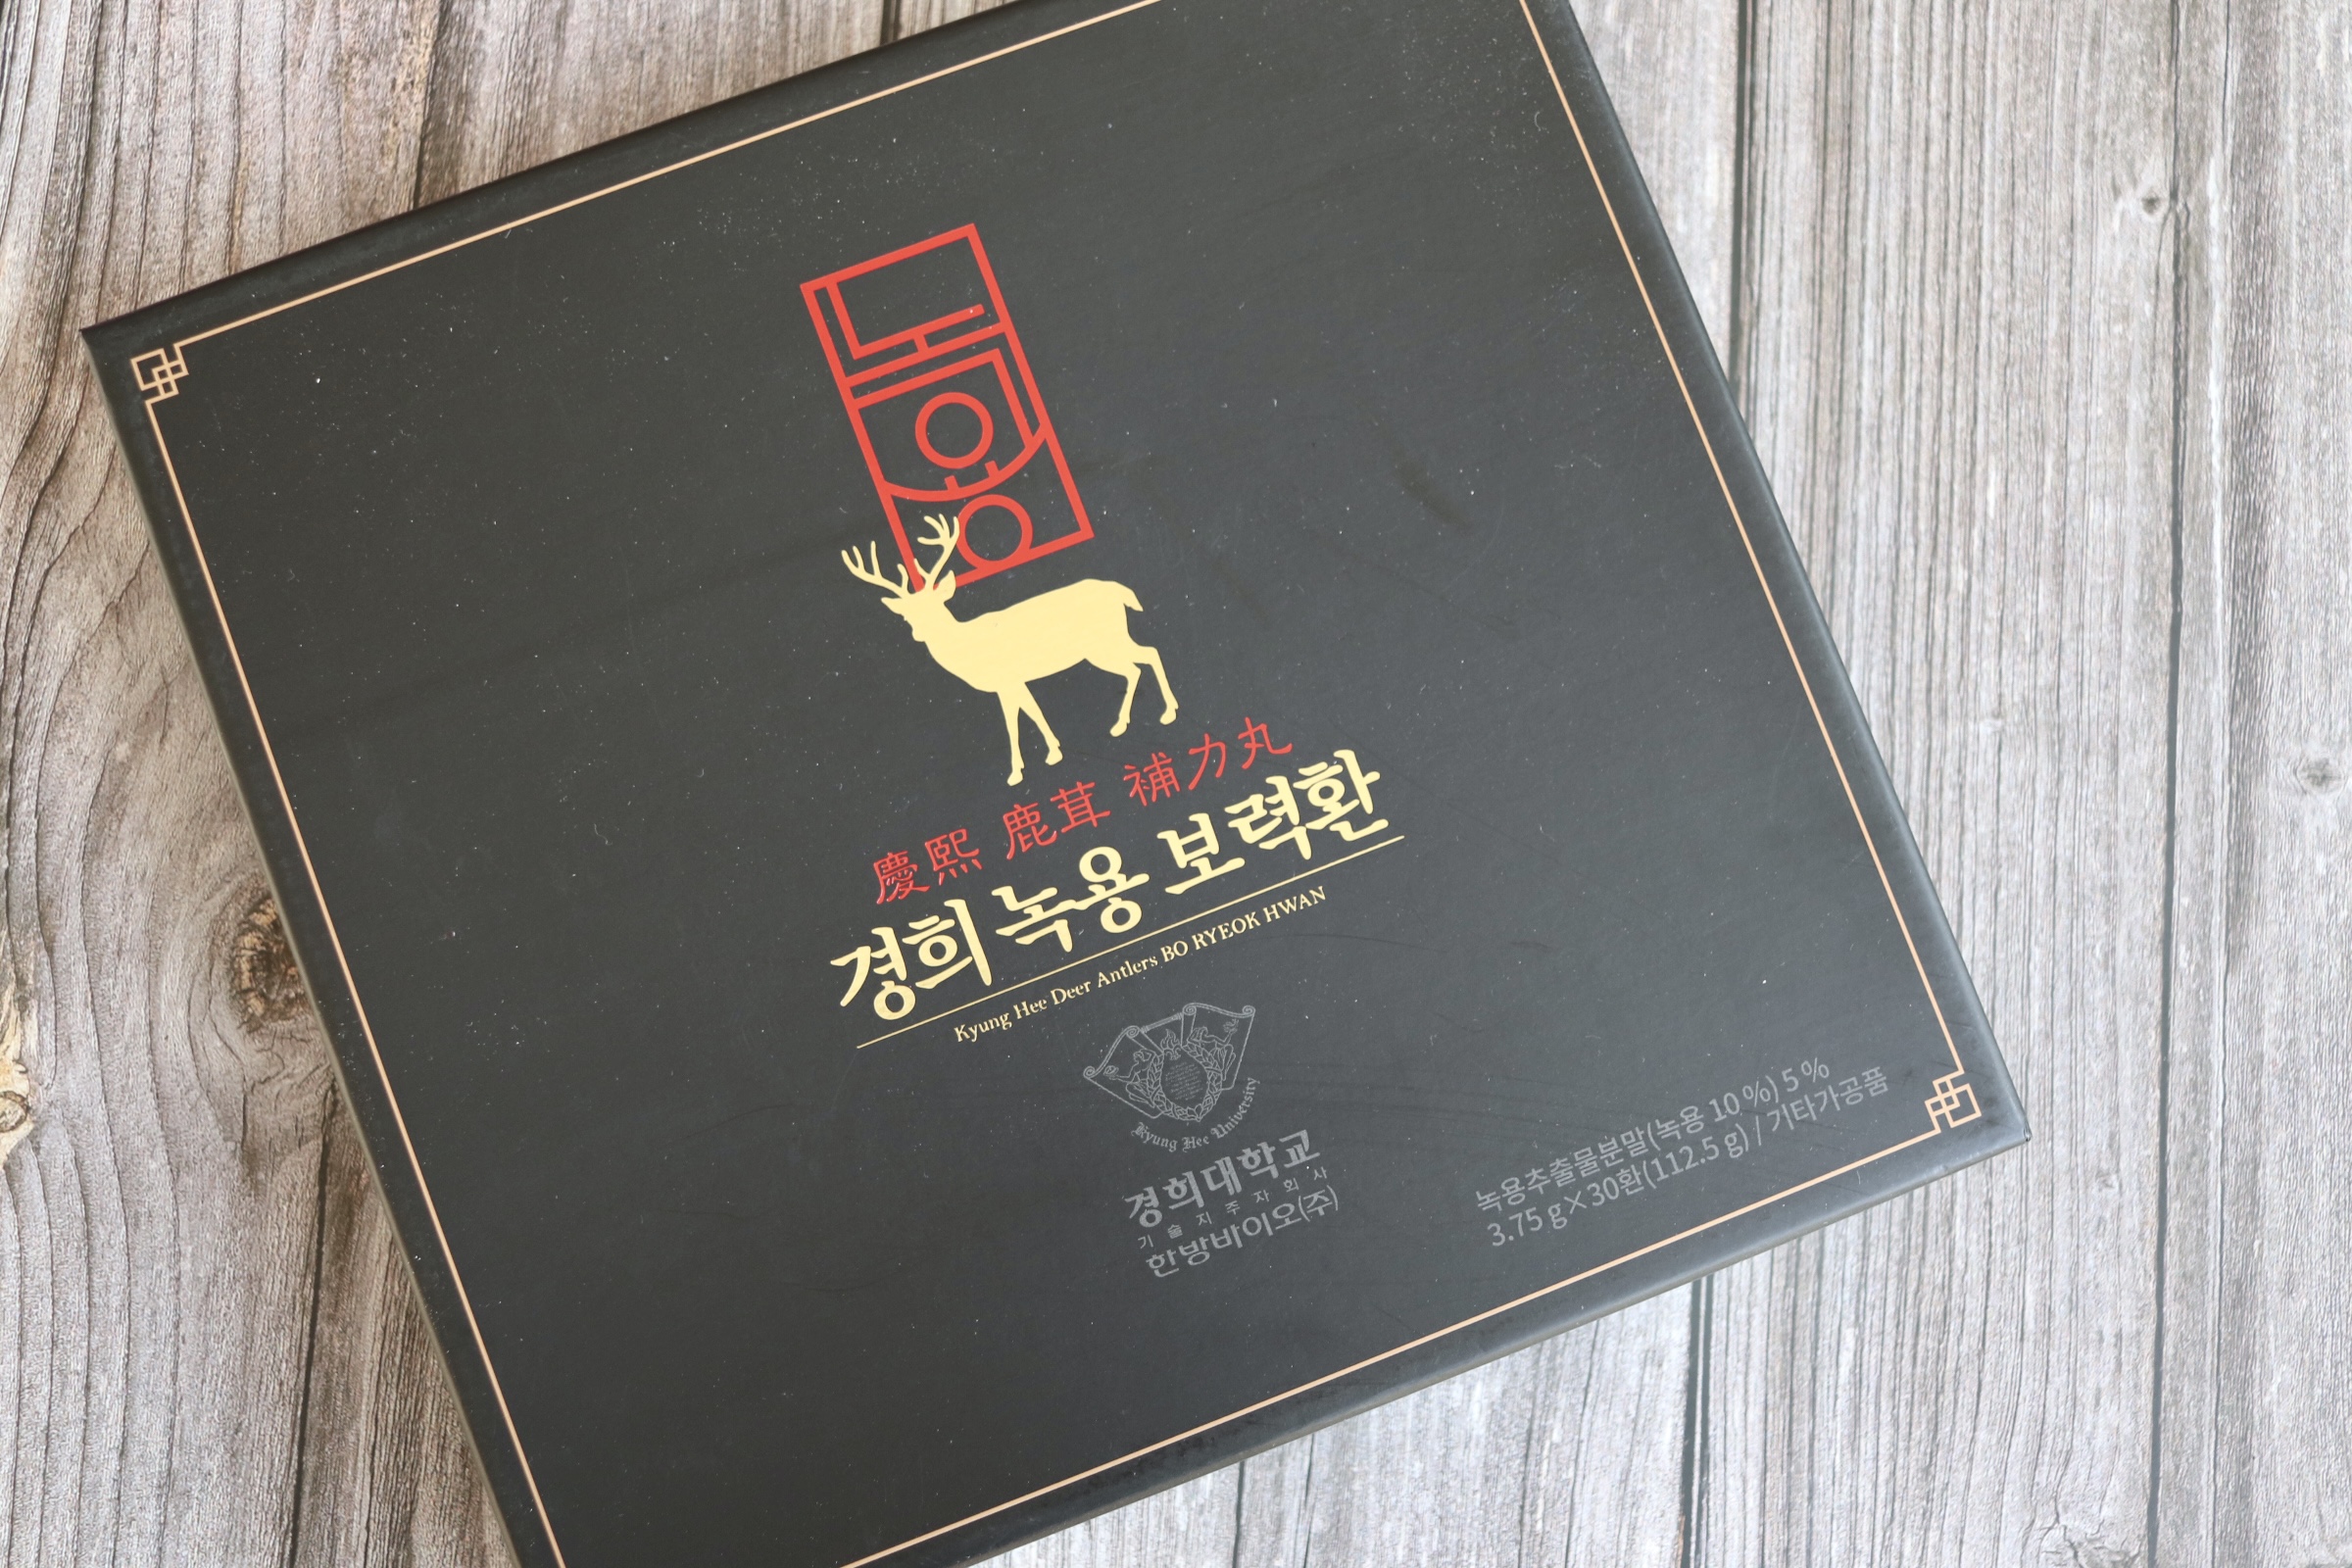 녹용
慶熙 鹿茸 補力丸
경희 녹용 보력환
Kyung Hee Deer Antlers BO RYEOK HWAN
Kyung Hee University
경희대학교
기술지주자회사
한방바이오(주)
녹용추출물분말(녹용 10 %) 5 %
3.75 g×30환(112.5 g) / 기타가공품